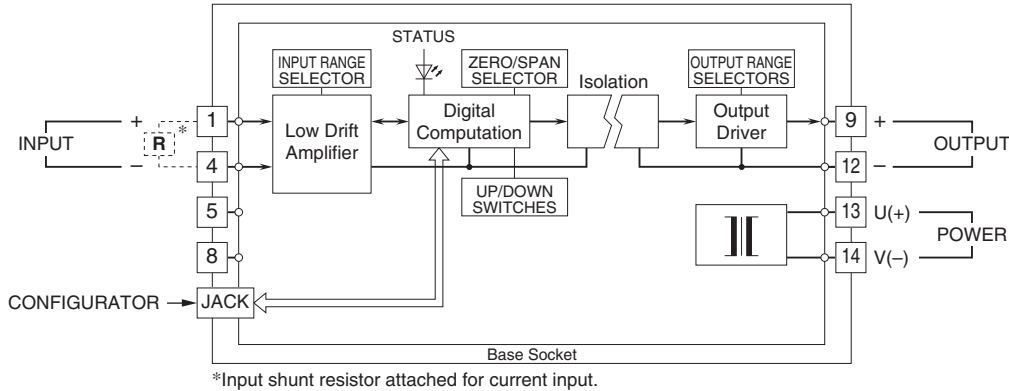 STATUS
INPUT RANGE
SELECTOR
ZERO/SPAN
SELECTOR
Isolation
OUTPUT RANGE
SELECTORS
INPUT
+
–
R
*
1
4
5
8
Low Drift
Amplifier
Digital
Computation
UP/DOWN
SWITCHES
Output
Driver
9
+
12
–
OUTPUT
13
U(+)
14
V(–)
POWER
CONFIGURATOR
JACK
Base Socket
*Input shunt resistor attached for current input.